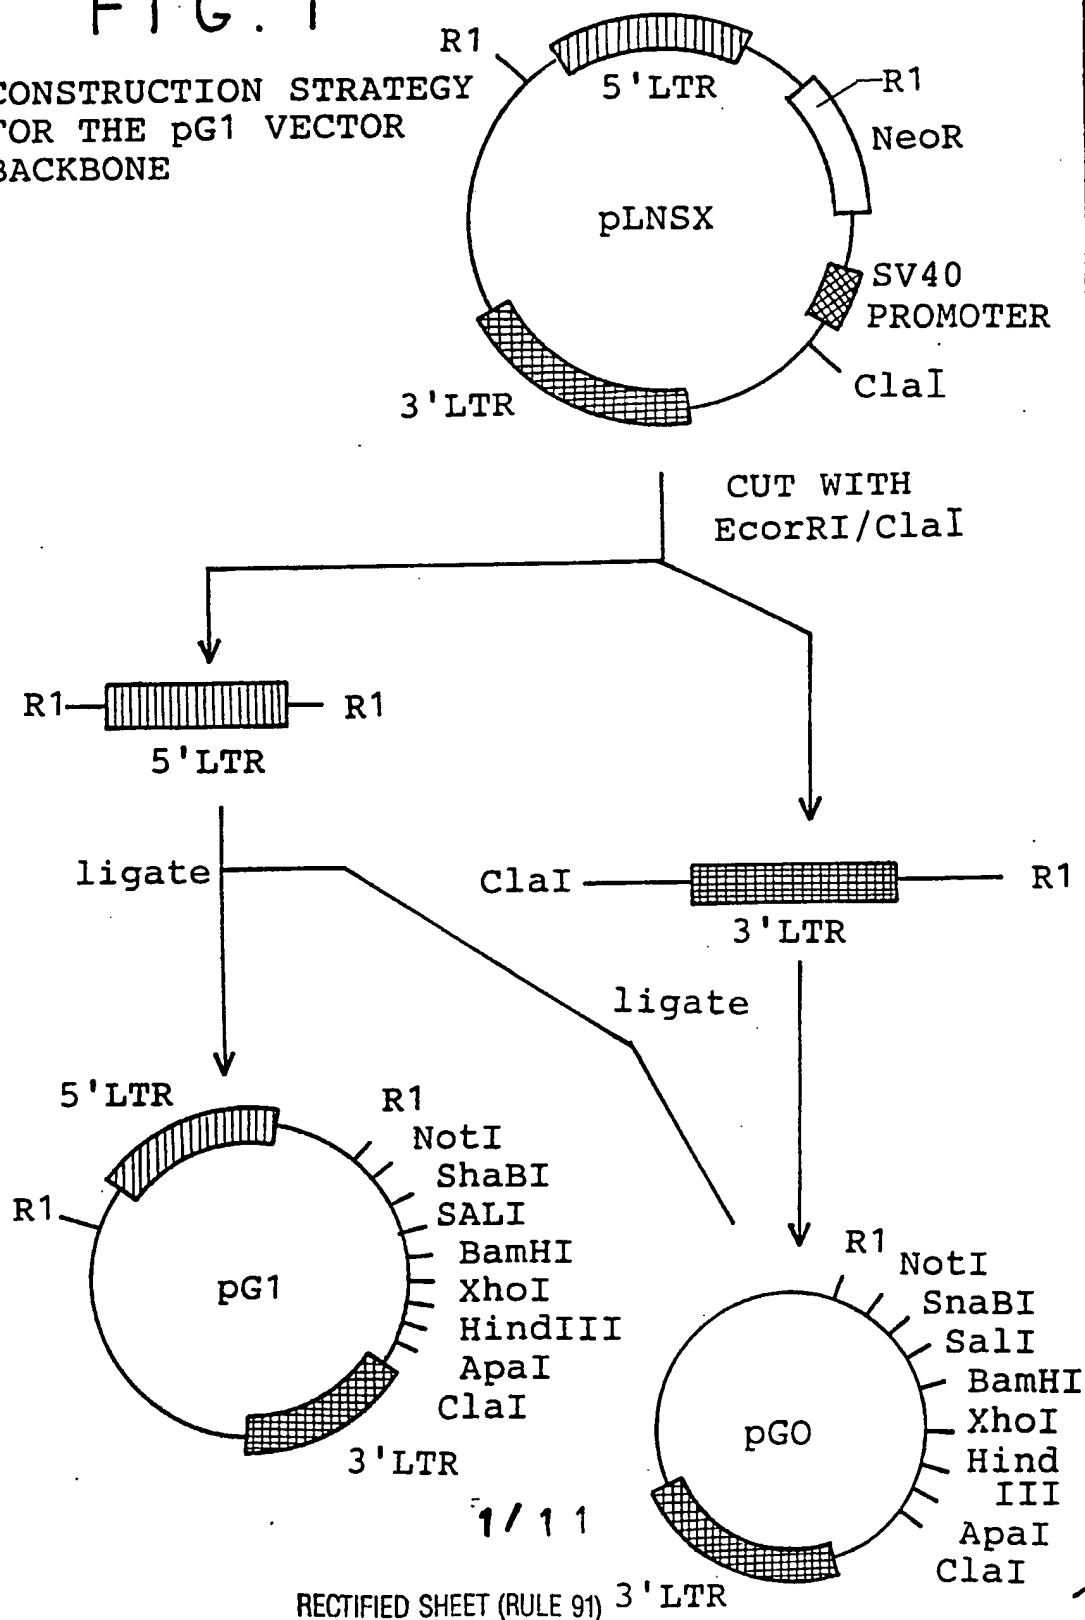 FIG. 1
CONSTRUCTION STRATEGY
FOR THE pG1 VECTOR
BACKBONE
R1
5'LTR
R1
NeoR
pLNSX
SV40
PROMOTER
ClaI
3'LTR
CUT WITH
EcorRI/ClaI
R1
R1
5'LTR
ligate
ClaI
R1
3'LTR
ligate
5'LTR
R1
NotI
ShaBI
SALI
BamHI
XhoI
HindIII
ApaI
ClaI
R1
pG1
3'LTR
R1
NotI
SnaBI
SalI
BamHI
XhoI
Hind
III
ApaI
ClaI
pGO
3'LTR
1/11
RECTIFIED SHEET (RULE 91)